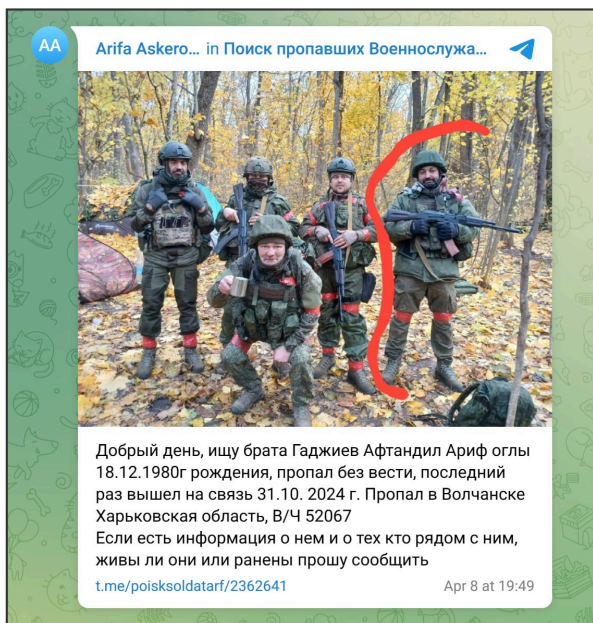 AA
Arifa Askero... in Поиск пропавших Военнослужа...
Добрый день, ищу брата Гаджиев Афтандил Ариф оглы
18.12.1980г рождения, пропал без вести, последний
раз вышел на связь 31.10. 2024 г. Пропал в Волчанске
Харьковская область, В/Ч 52067
Если есть информация о нем и о тех кто рядом с ним,
живы ли они или ранены прошу сообщить
t.me/poisksoldatarf/2362641
Apr 8 at 19:49